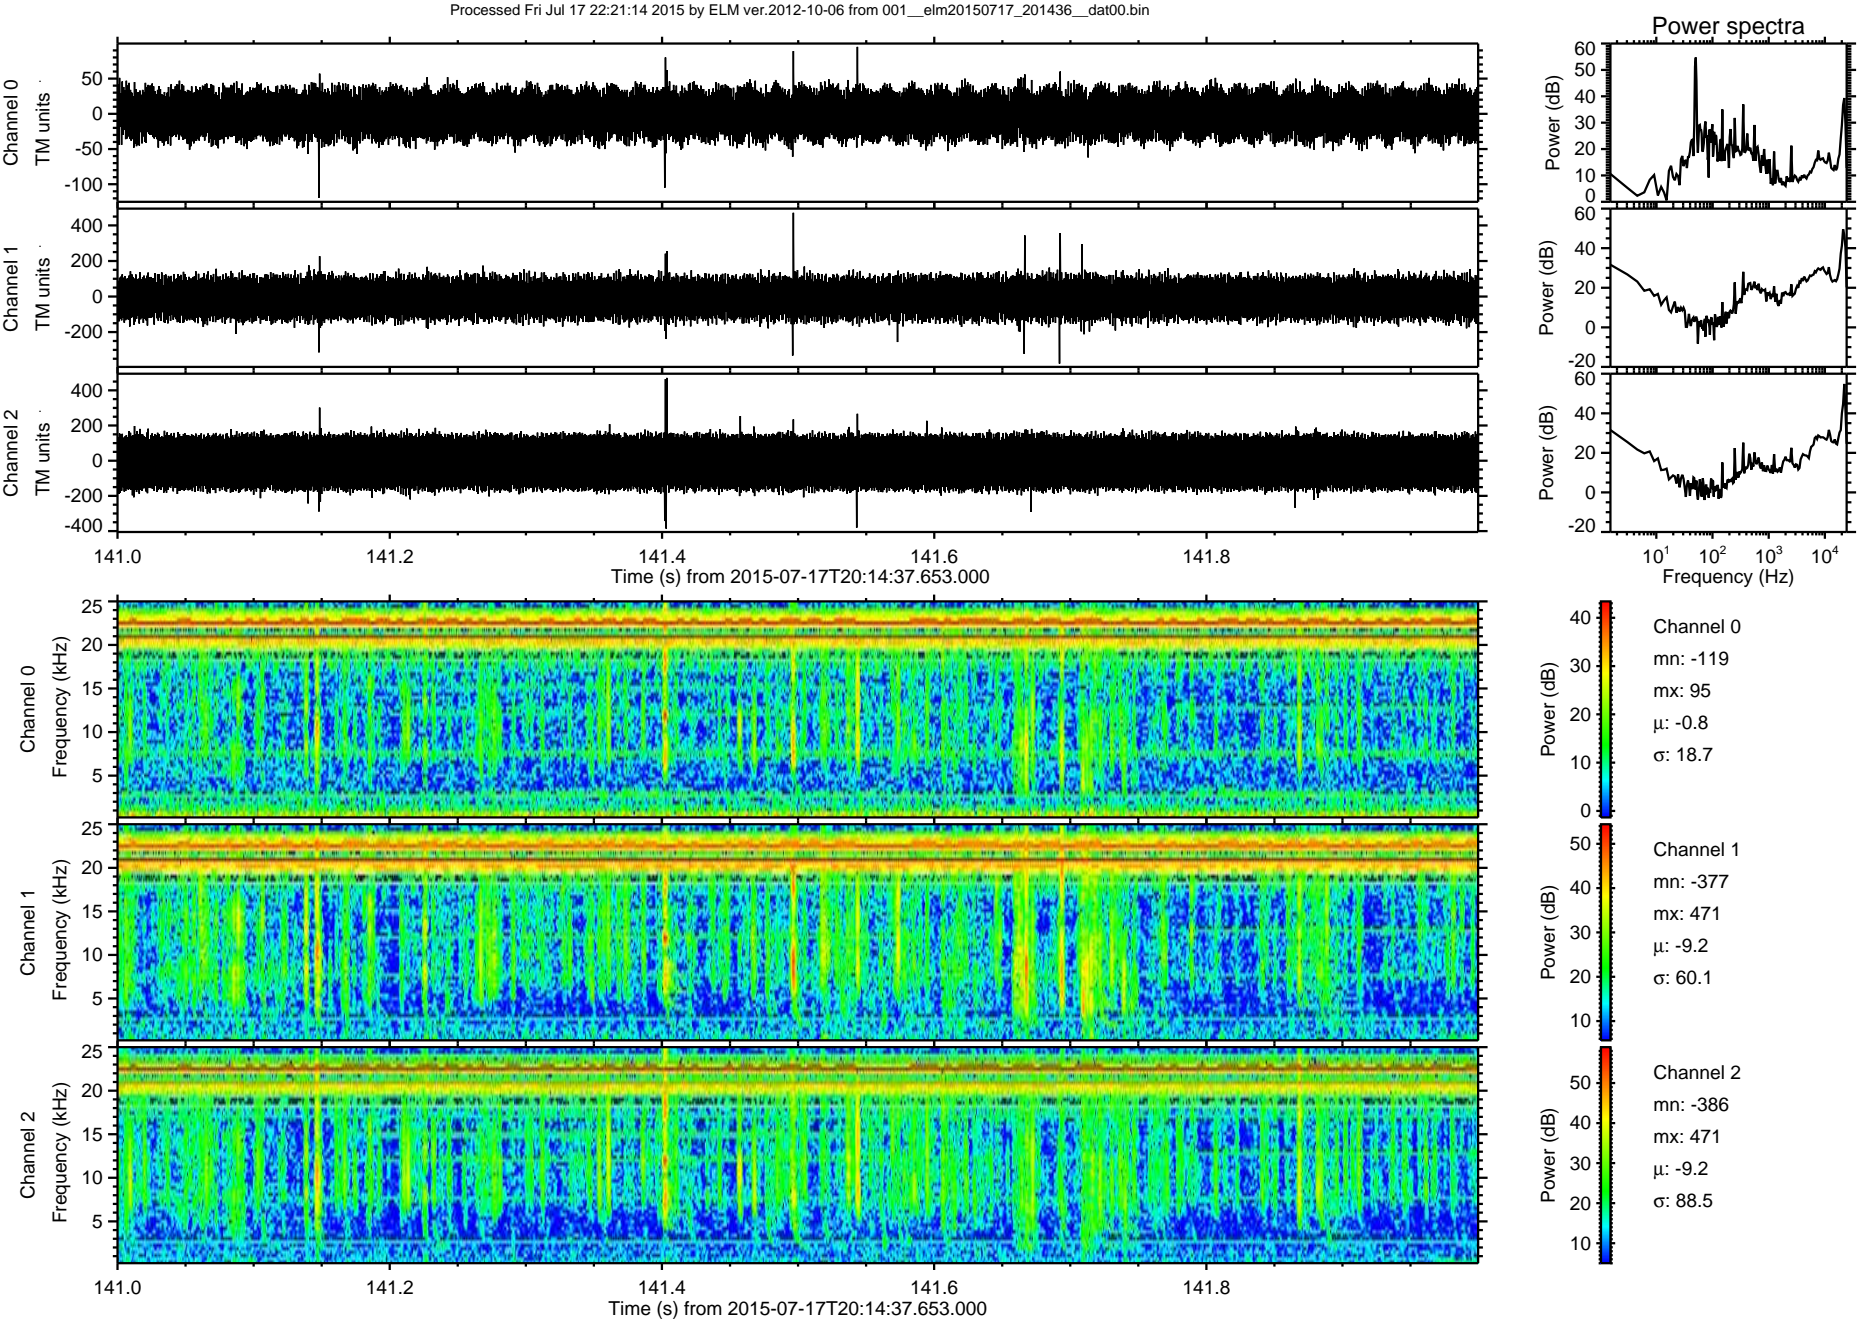 Processed Fri Jul 17 22:21:14 2015 by ELM ver.2012-10-06 from 001__elm20150717_201436__dat00.bin
Power spectra
Channel 0
TM units
50
0
-50
-100
Power (dB)
60
50
40
30
20
10
0
Channel 1
TM units
400
200
0
-200
Power (dB)
60
40
20
0
-20
Channel 2
TM units
400
200
0
-200
-400
Power (dB)
60
40
20
0
-20
141.0 141.2 141.4 141.6 141.8
Time (s) from 2015-07-17T20:14:37.653.000
10¹ 10² 10³ 10⁴
Frequency (Hz)
Channel 0
Frequency (kHz)
25
20
15
10
5
Power (dB)
40
30
20
10
0
Channel 0
mn: -119
mx: 95
μ: -0.8
σ: 18.7
Channel 1
Frequency (kHz)
25
20
15
10
5
Power (dB)
50
40
30
20
10
Channel 1
mn: -377
mx: 471
μ: -9.2
σ: 60.1
Channel 2
Frequency (kHz)
25
20
15
10
5
Power (dB)
50
40
30
20
10
Channel 2
mn: -386
mx: 471
μ: -9.2
σ: 88.5
141.0 141.2 141.4 141.6 141.8
Time (s) from 2015-07-17T20:14:37.653.000